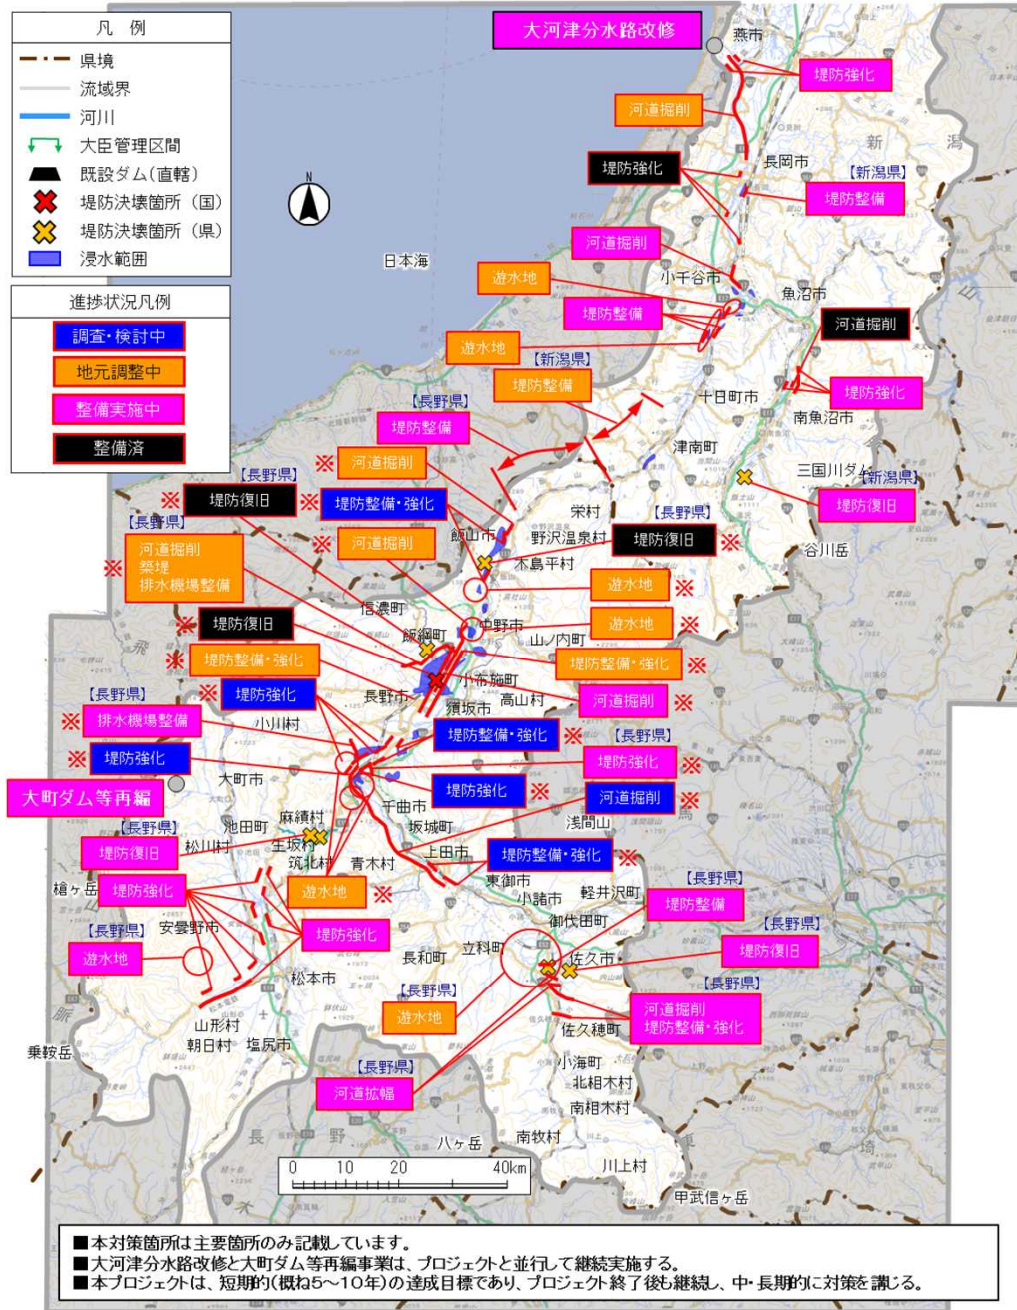 凡 例
県境
流域界
河川
大臣管理区間
既設ダム(直轄)
堤防決壊箇所（国）
堤防決壊箇所（県）
浸水範囲
進捗状況凡例
調査・検討中
地元調整中
整備実施中
整備済
N
日本海
大河津分水路改修
燕市
堤防強化
河道掘削
新
潟
長岡市
堤防強化
【新潟県】
堤防整備
河道掘削
小千谷市
遊水地
魚沼市
堤防整備
河道掘削
遊水地
【新潟県】
堤防整備
堤防強化
十日町市
南魚沼市
【長野県】
堤防整備
津南町
三国川ダム
【新潟県】
堤防復旧
※
河道掘削
【長野県】
※
堤防復旧
※
堤防整備・強化
栄村
【長野県】
堤防復旧
※
谷川岳
【長野県】
※
河道掘削
築堤
排水機場整備
※
河道掘削
飯山市
野沢温泉村
木島平村
遊水地
※
信濃町
※
堤防復旧
飯綱町
中野市
遊水地
※
山ノ内町
※
堤防整備・強化
堤防整備・強化
※
長野市
小布施町
高山村
須坂市
河道掘削
※
※
堤防強化
【長野県】
※
排水機場整備
小川村
堤防整備・強化
※
※
堤防強化
【長野県】
堤防強化
※
大町市
堤防強化
※
河道掘削
※
大町ダム等再編
千曲市
浅間山
池田町
麻績村
坂城町
【長野県】
堤防復旧
松川村
生坂村
筑北村
青木村
上田市
堤防整備・強化
※
槍ヶ岳
堤防強化
遊水地
※
東御市
小諸市
軽井沢町
【長野県】
堤防整備
安曇野市
【長野県】
遊水地
堤防強化
御代田町
立科町
【長野県】
堤防復旧
長和町
佐久市
松本市
【長野県】
遊水地
【長野県】
河道掘削
堤防整備・強化
山形村
朝日村
塩尻市
乗鞍岳
佐久穂町
【長野県】
河道拡幅
小海町
北相木村
南相木村
長
野
八ヶ岳
南牧村
埼
川上村
甲武信ヶ岳
0 10 20 40km
■本対策箇所は主要箇所のみ記載しています。
■大河津分水路改修と大町ダム等再編事業は、プロジェクトと並行して継続実施する。
■本プロジェクトは、短期的(概ね5～10年)の達成目標であり、プロジェクト終了後も継続し、中・長期的に対策を講じる。